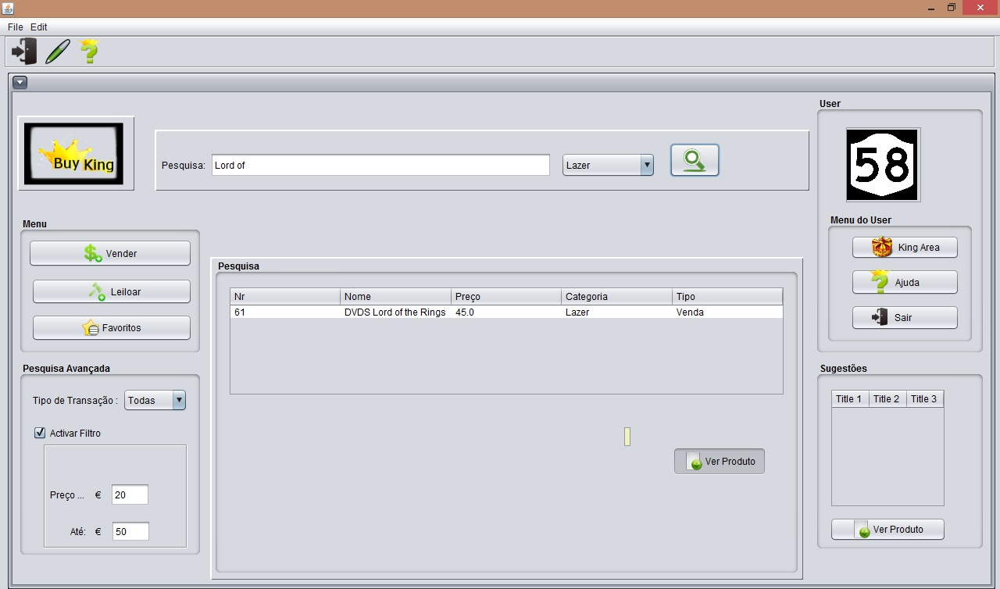 File Edit
Buy King
Pesquisa: Lord of Lazer
User
58
Menu do User
King Area
Ajuda
Sair
Menu
Vender
Leiloar
Favoritos
Pesquisa
Nr Nome Preço Categoria Tipo
61 DVDS Lord of the Rings 45.0 Lazer Venda
Ver Produto
Pesquisa Avançada
Tipo de Transação : Todas
Activar Filtro
Preço ... € 20
Até: € 50
Sugestões
Title 1 Title 2 Title 3
Ver Produto